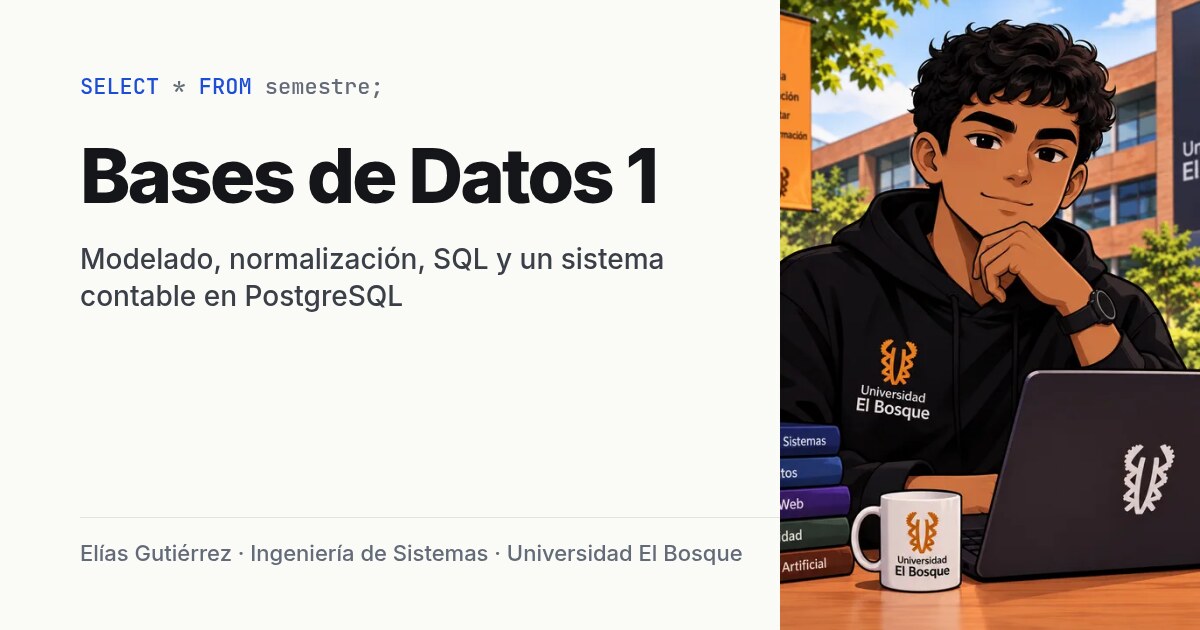 SELECT * FROM semestre;
Bases de Datos 1
Modelado, normalización, SQL y un sistema
contable en PostgreSQL
Elías Gutiérrez · Ingeniería de Sistemas · Universidad El Bosque
Universidad
El Bosque
Sistemas
Web
Artificial
Universidad
El Bosque